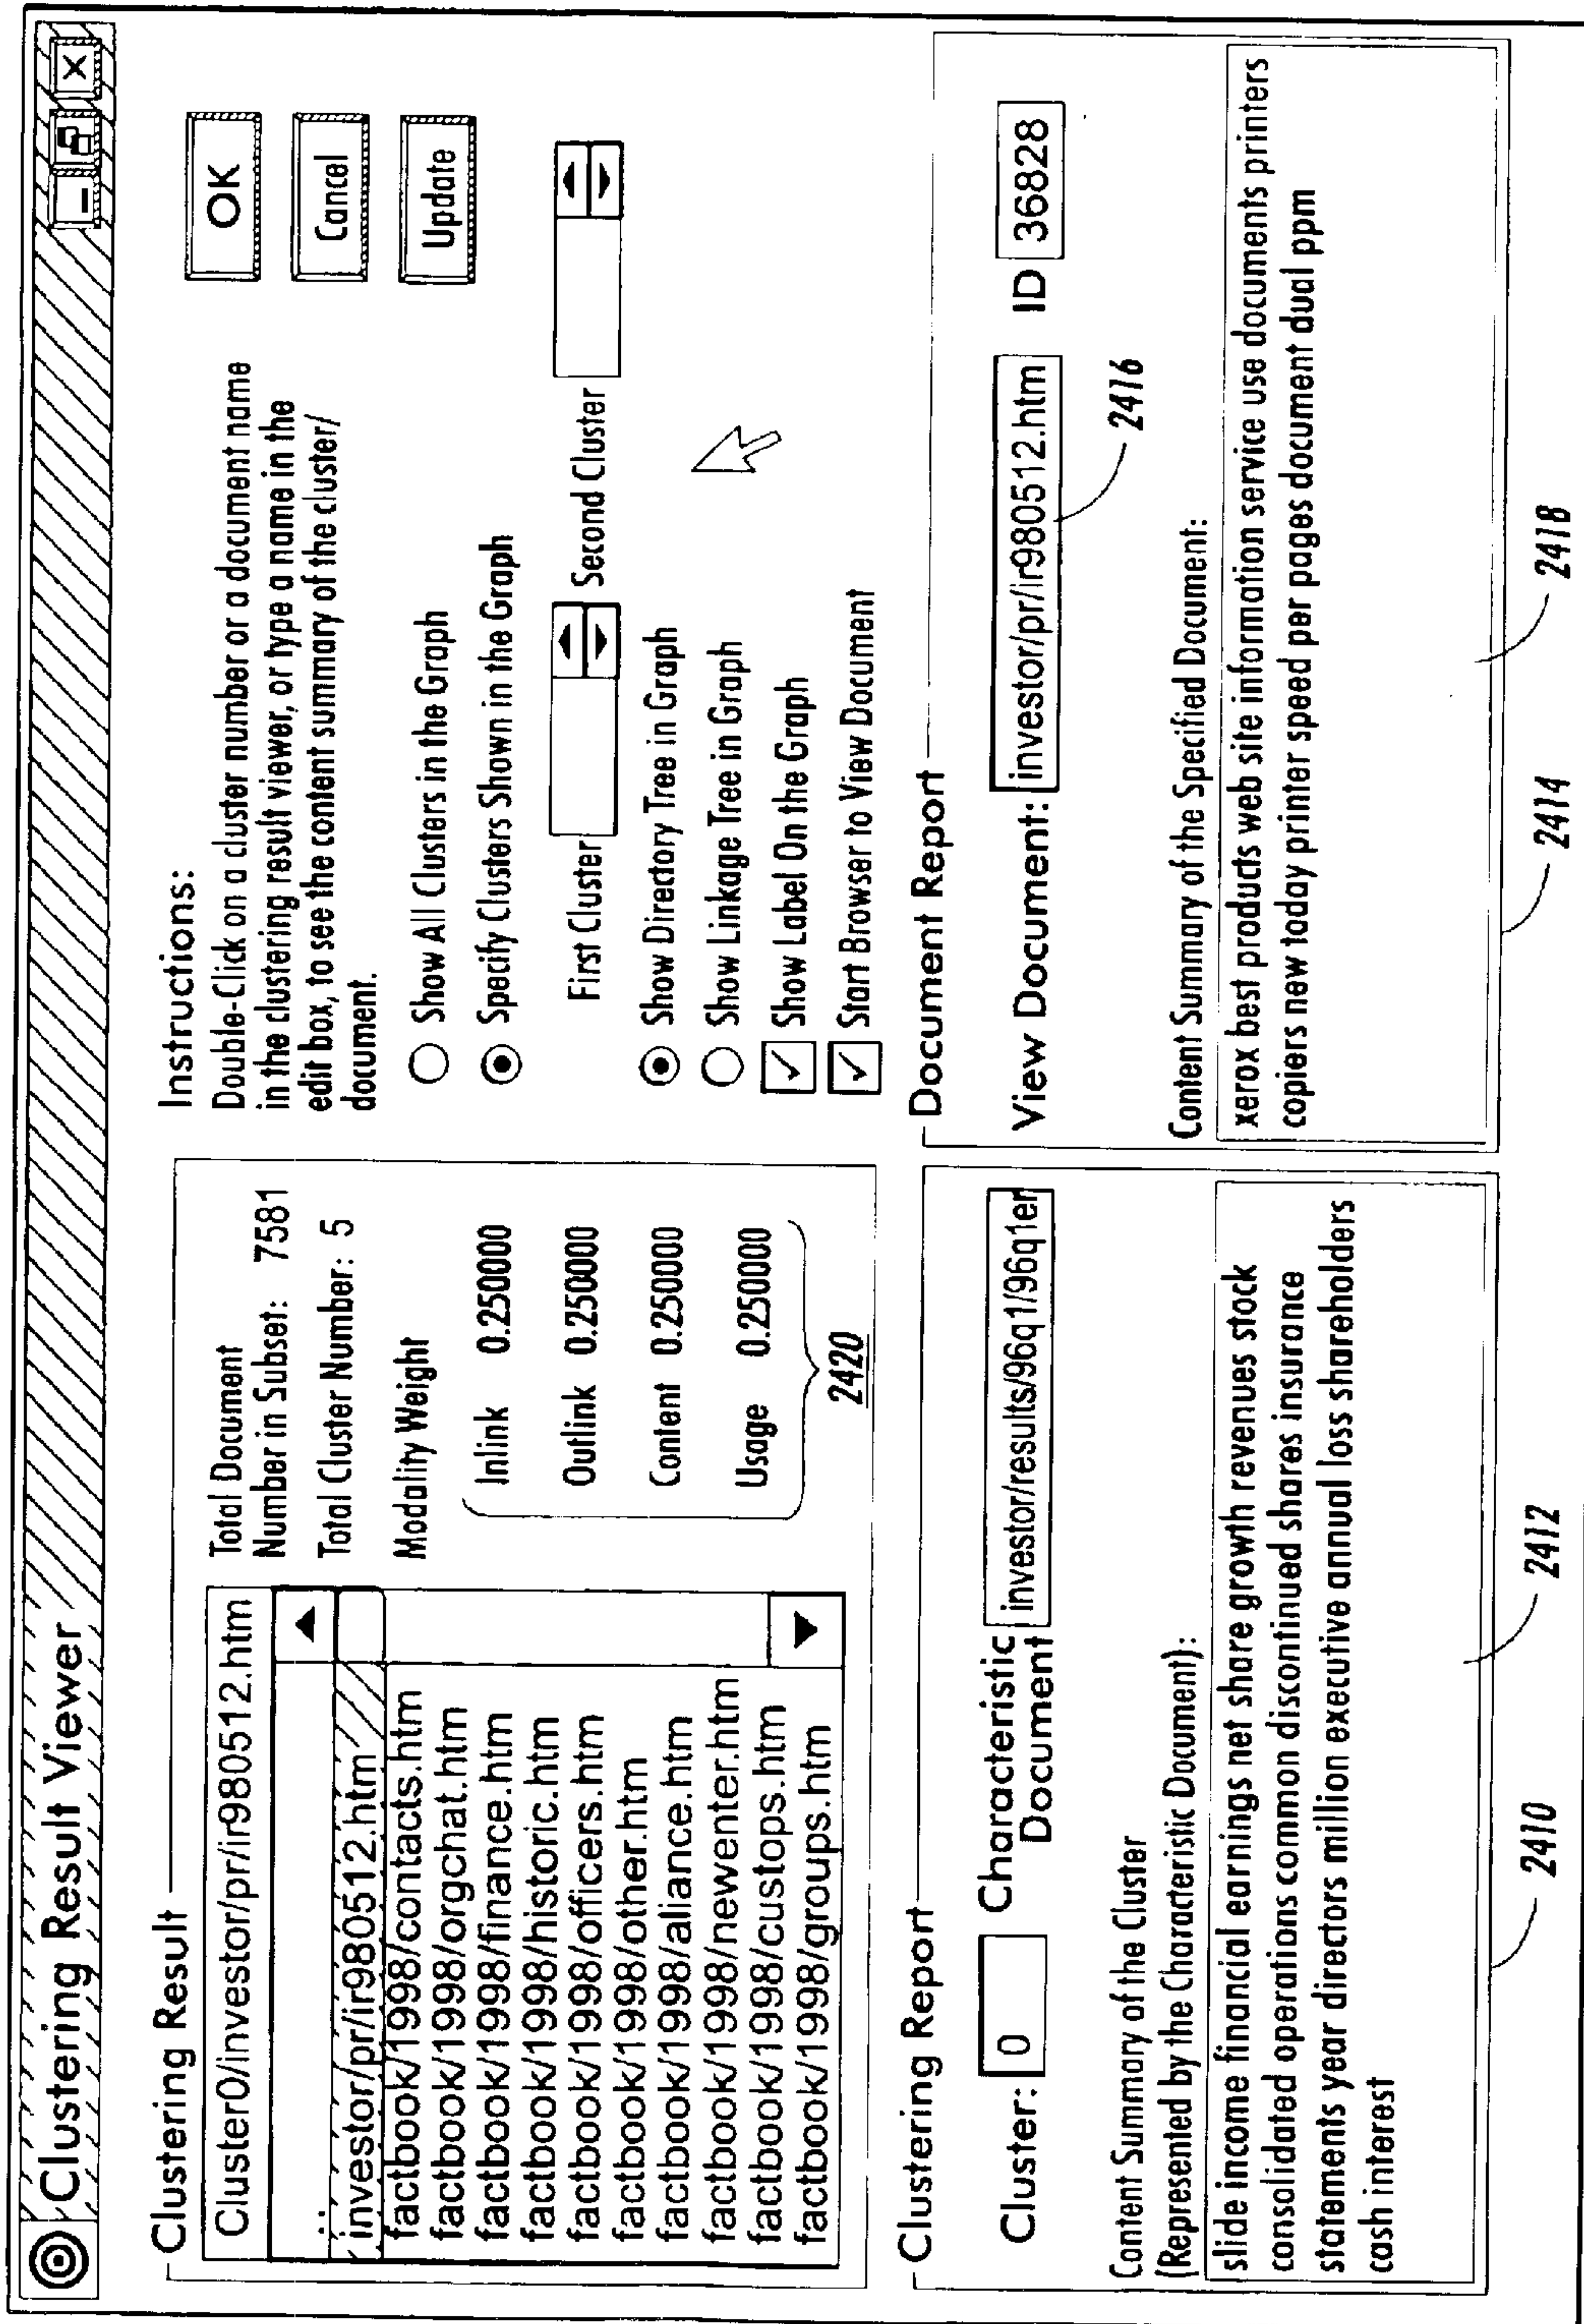 Clustering Result Viewer
Clustering Result
Cluster0/investor/pr/ir980512.htm
..
investor/pr/ir980512.htm
factbook/1998/contacts.htm
factbook/1998/orgchat.htm
factbook/1998/finance.htm
factbook/1998/historic.htm
factbook/1998/officers.htm
factbook/1998/other.htm
factbook/1998/aliance.htm
factbook/1998/newenter.htm
factbook/1998/custops.htm
factbook/1998/groups.htm
Total Document
Number in Subset: 7581
Total Cluster Number: 5
Modality Weight
Inlink 0.250000
Outlink 0.250000
Content 0.250000
Usage 0.250000
2420
Instructions:
Double-Click on a cluster number or a document name
in the clustering result viewer, or type a name in the
edit box, to see the content summary of the cluster/
document.
OK
Cancel
Update
Show All Clusters in the Graph
Specify Clusters Shown in the Graph
First Cluster Second Cluster
Show Directory Tree in Graph
Show Linkage Tree in Graph
Show Label On the Graph
Start Browser to View Document
Clustering Report
Cluster: 0 Characteristic
Document investor/results/96q1/96q1er
Content Summary of the Cluster
(Represented by the Characteristic Document):
slide income financial earnings net share growth revenues stock
consolidated operations common discontinued shares insurance
statements year directors million executive annual loss shareholders
cash interest
2410
2412
Document Report
View Document: investor/pr/ir980512.htm ID 36828
2416
Content Summary of the Specified Document:
xerox best products web site information service use documents printers
copiers new today printer speed per pages document dual ppm
2414
2418